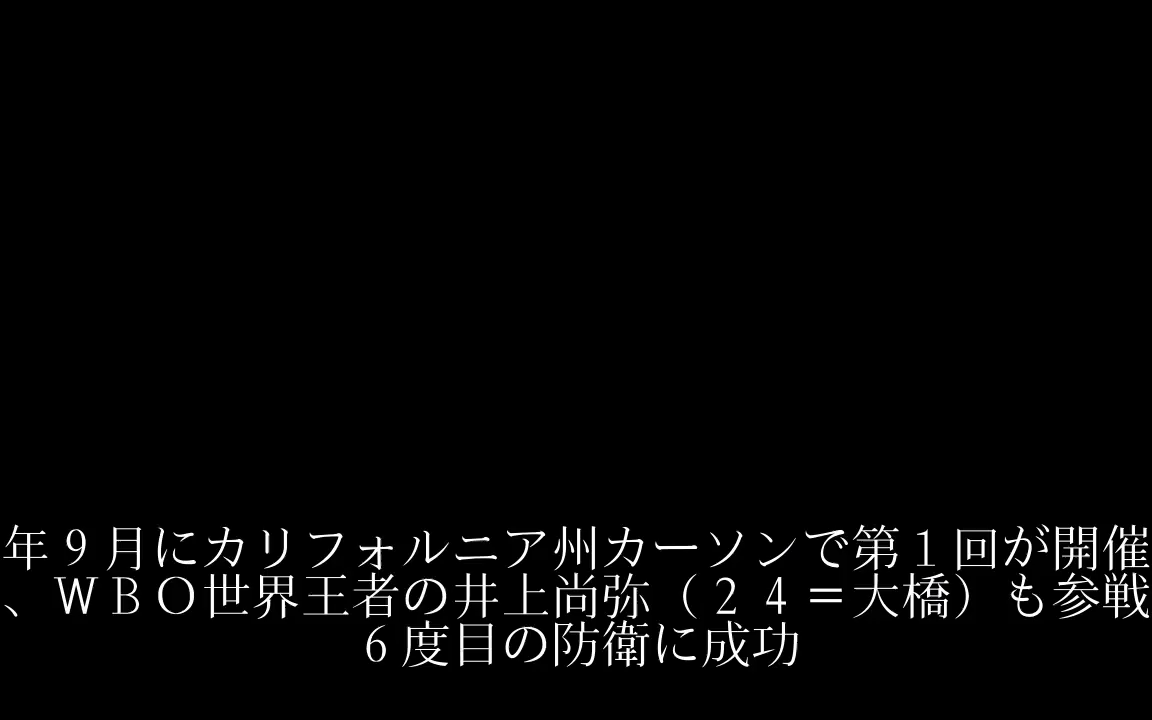 年９月にカリフォルニア州カーソンで第１回が開催
、ＷＢＯ世界王者の井上尚弥（２４＝大橋）も参戦
６度目の防衛に成功